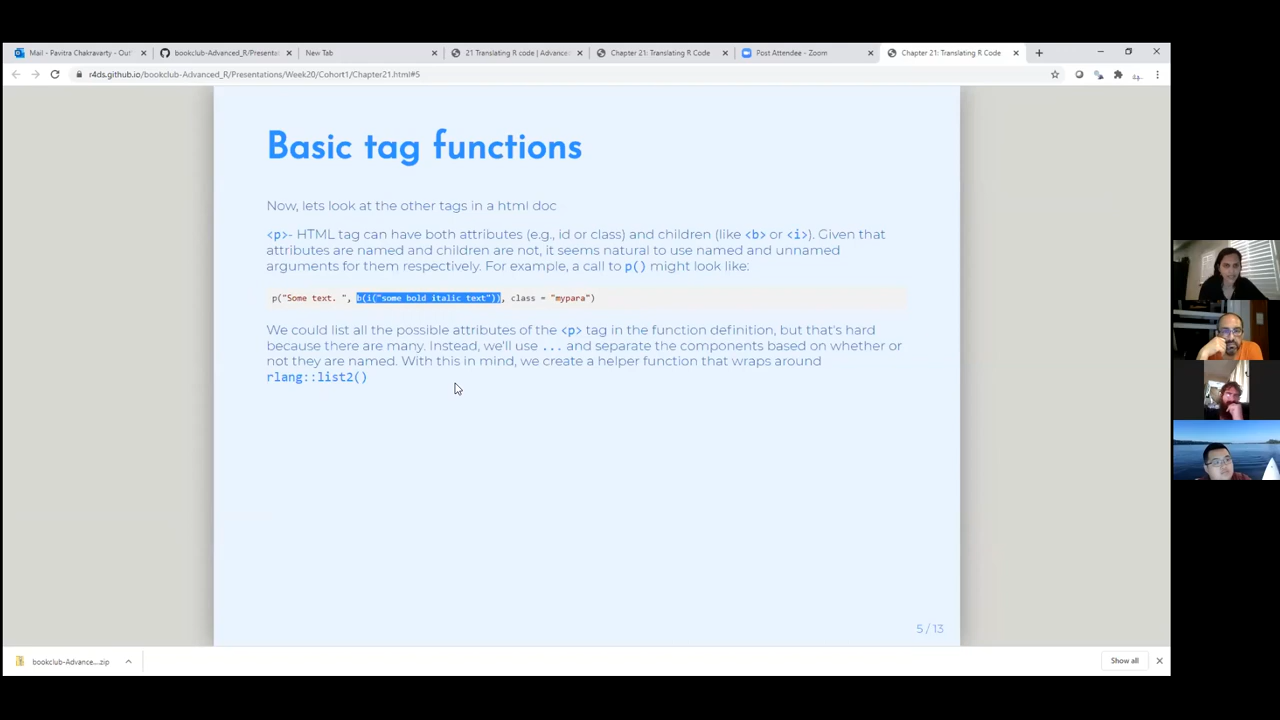 Mail - Pavitra Chakravarty - Out
bookclub-Advanced_R/Presenta
New Tab
21 Translating R code | Advance
Chapter 21: Translating R Code
Post Attendee - Zoom
Chapter 21: Translating R Code
r4ds.github.io/bookclub-Advanced_R/Presentations/Week20/Cohort1/Chapter21.html#5
Basic tag functions
Now, lets look at the other tags in a html doc
<p>- HTML tag can have both attributes (e.g., id or class) and children (like <b> or <i>). Given that
attributes are named and children are not, it seems natural to use named and unnamed
arguments for them respectively. For example, a call to p() might look like:
p("Some text. ", b(i("some bold italic text")), class = "mypara")
We could list all the possible attributes of the <p> tag in the function definition, but that's hard
because there are many. Instead, we'll use ... and separate the components based on whether or
not they are named. With this in mind, we create a helper function that wraps around
rlang::list2()
5 / 13
bookclub-Advance....zip
Show all